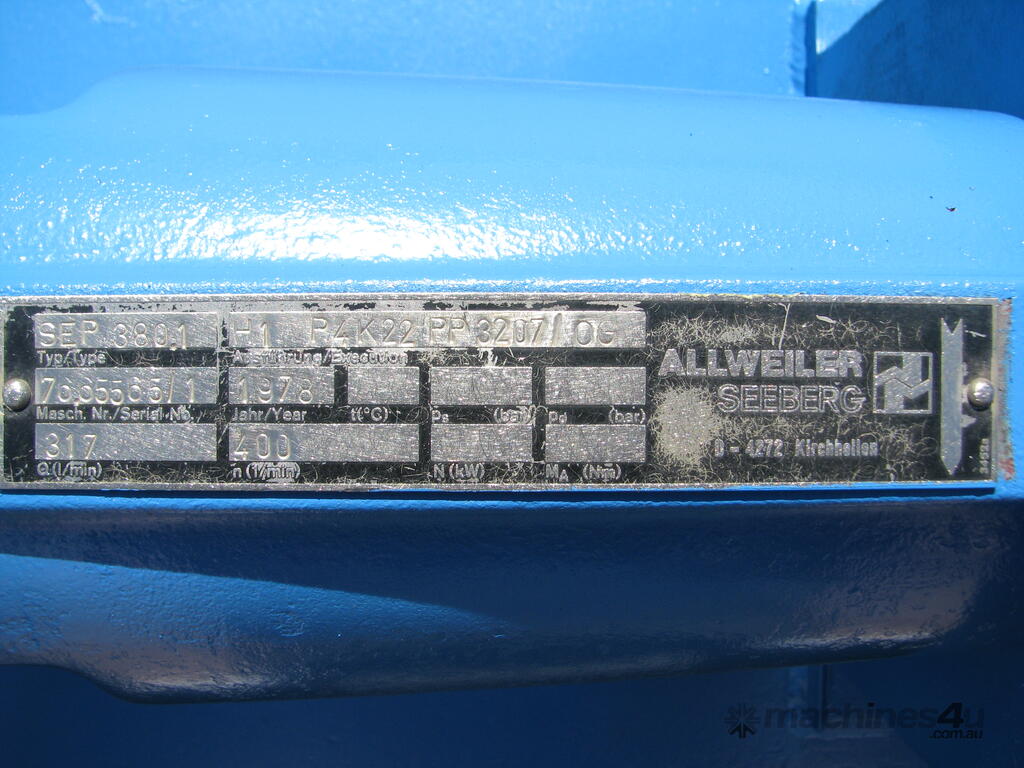 SEP 380.1 H1 P4K22 PP 3207/OG
Typ/Type Ausführung/Execution
7665565/1 1978
Masch. Nr./Serial No. Jahr/Year t(°C) ps (bar) pd (bar)
317 400
Q(l/min) n(1/min) N(kW) MA (Nm)
ALLWEILER
SEEBERG
D - 4272 Kirchhellen
machines4u
.com.au